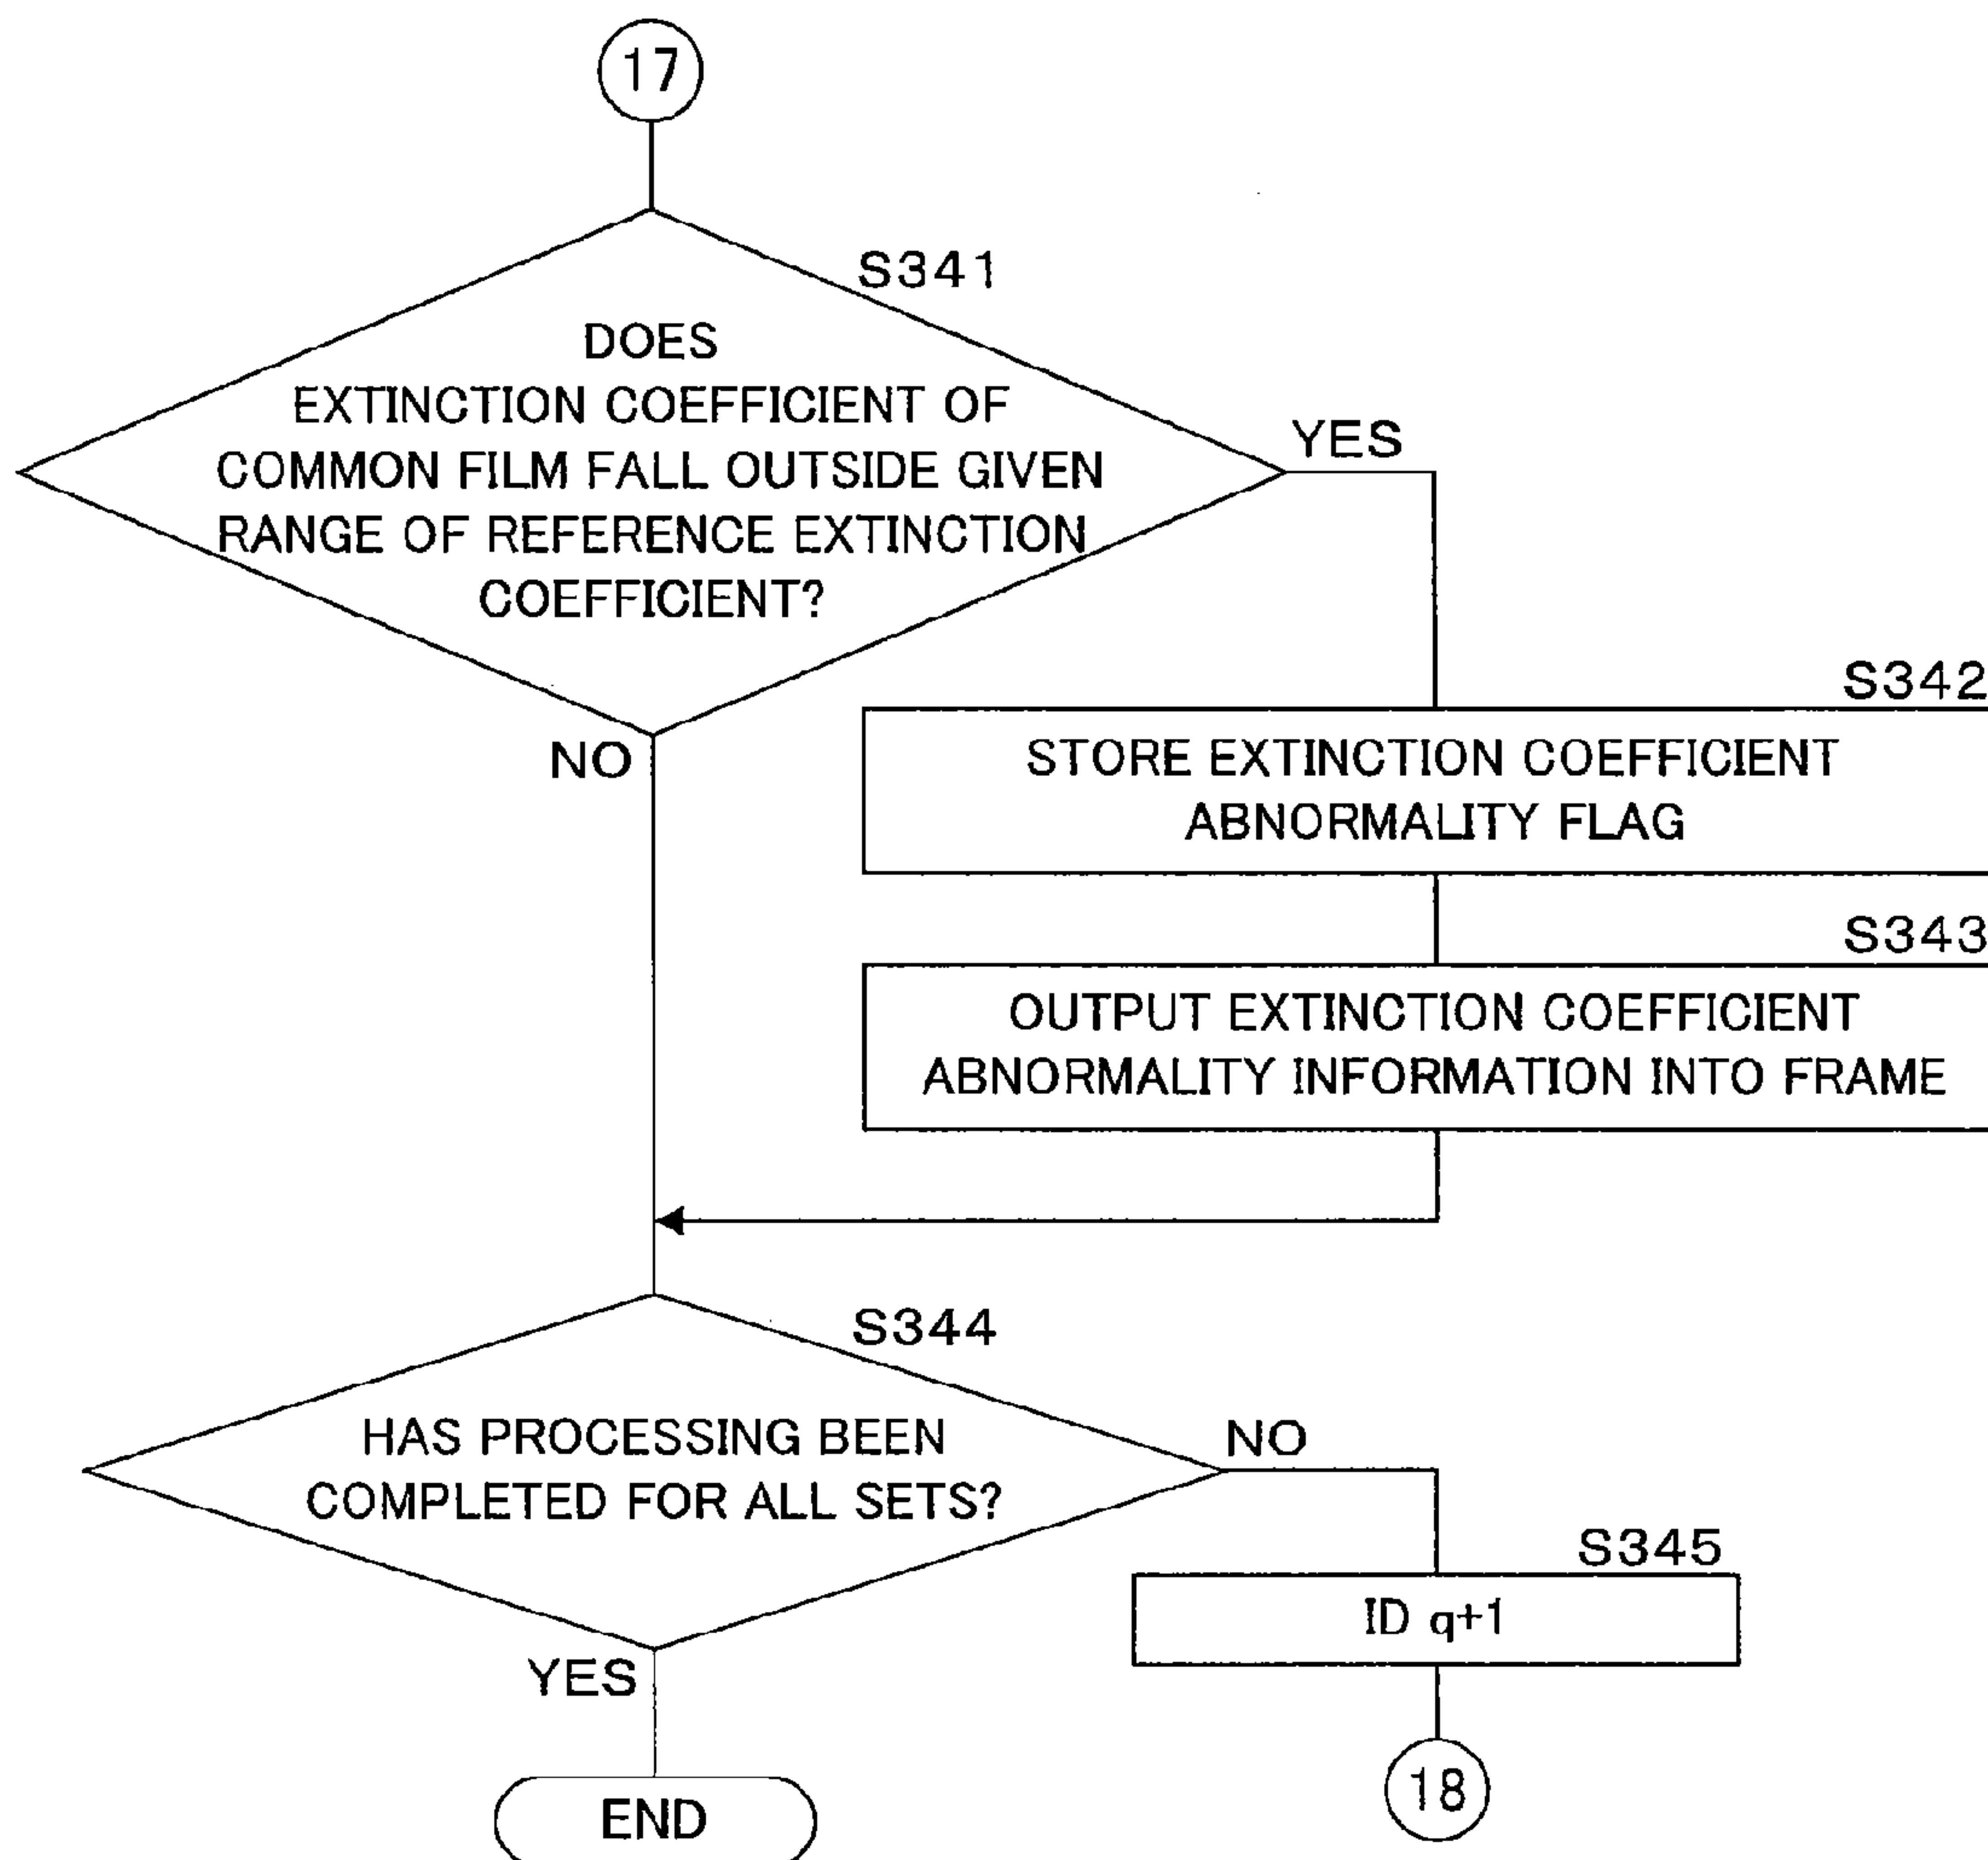 17
S341
DOES
EXTINCTION COEFFICIENT OF
COMMON FILM FALL OUTSIDE GIVEN
RANGE OF REFERENCE EXTINCTION
COEFFICIENT?
YES
NO
S342
STORE EXTINCTION COEFFICIENT
ABNORMALITY FLAG
S343
OUTPUT EXTINCTION COEFFICIENT
ABNORMALITY INFORMATION INTO FRAME
S344
HAS PROCESSING BEEN
COMPLETED FOR ALL SETS?
NO
S345
ID q+1
YES
18
END